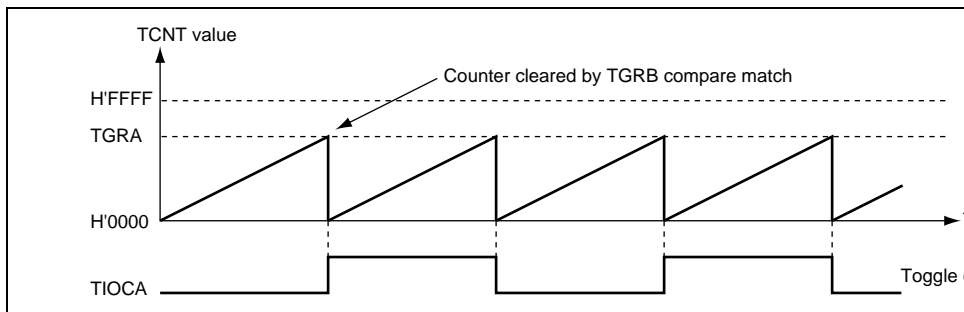 TCNT value
Counter cleared by TGRB compare match
H'FFFF
TGRA
H'0000
TIOCA
Toggle